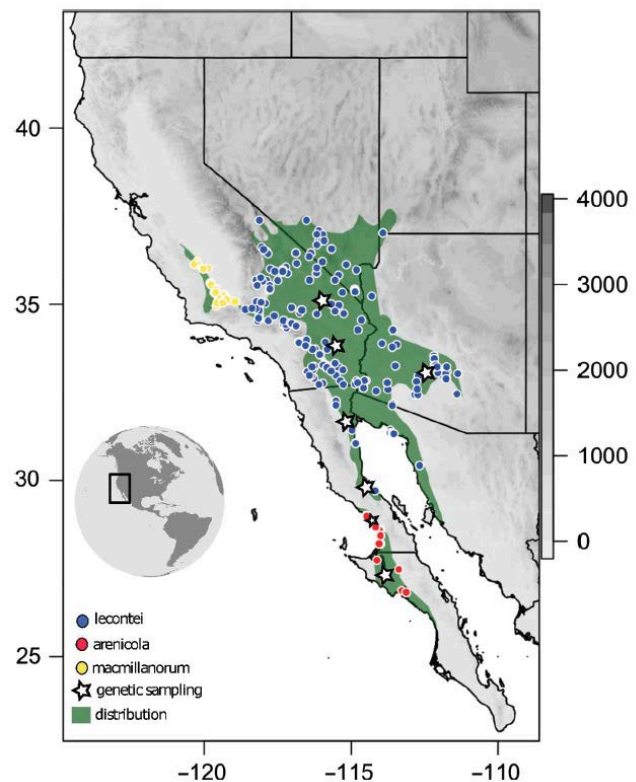 40
35
30
25
4000
3000
2000
1000
0
lecontei
arenicola
macmillanorum
genetic sampling
distribution
−120
−115
−110